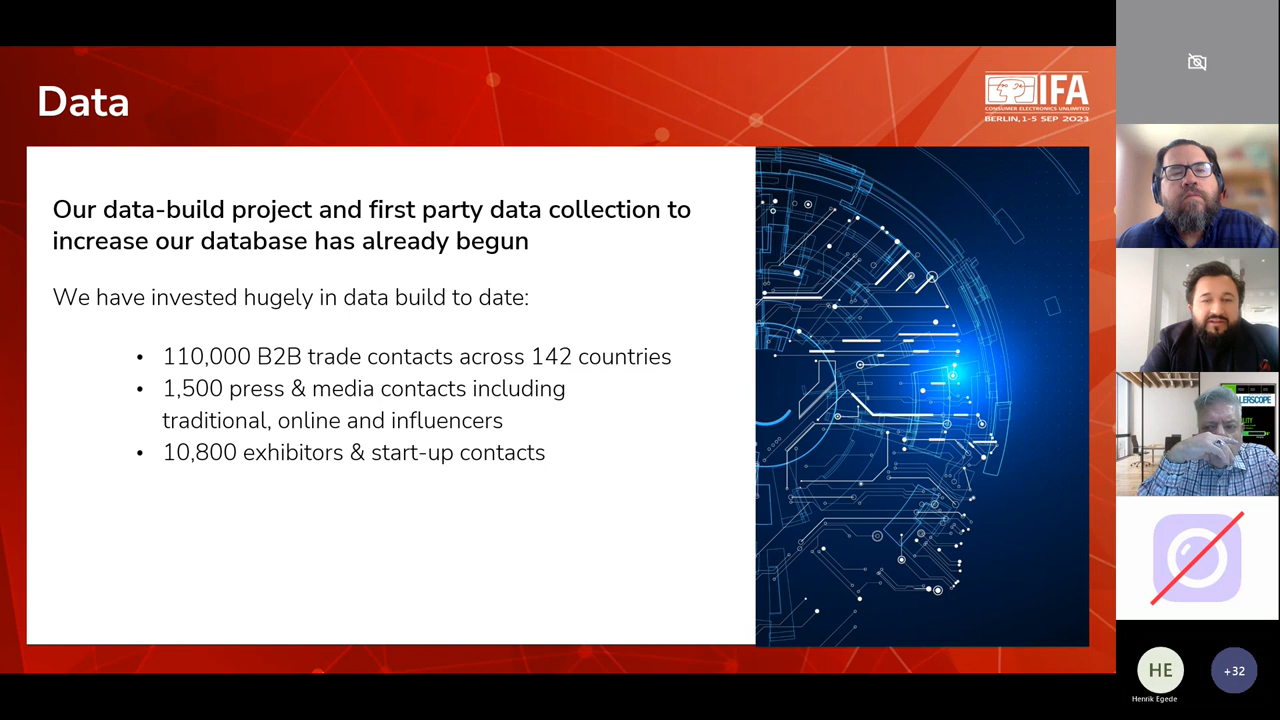 Data
IFA
CONSUMER ELECTRONICS UNLIMITED
BERLIN, 1-5 SEP 2023
Our data-build project and first party data collection to
increase our database has already begun
We have invested hugely in data build to date:
• 110,000 B2B trade contacts across 142 countries
• 1,500 press & media contacts including
traditional, online and influencers
• 10,800 exhibitors & start-up contacts
HE
Henrik Egede
+32